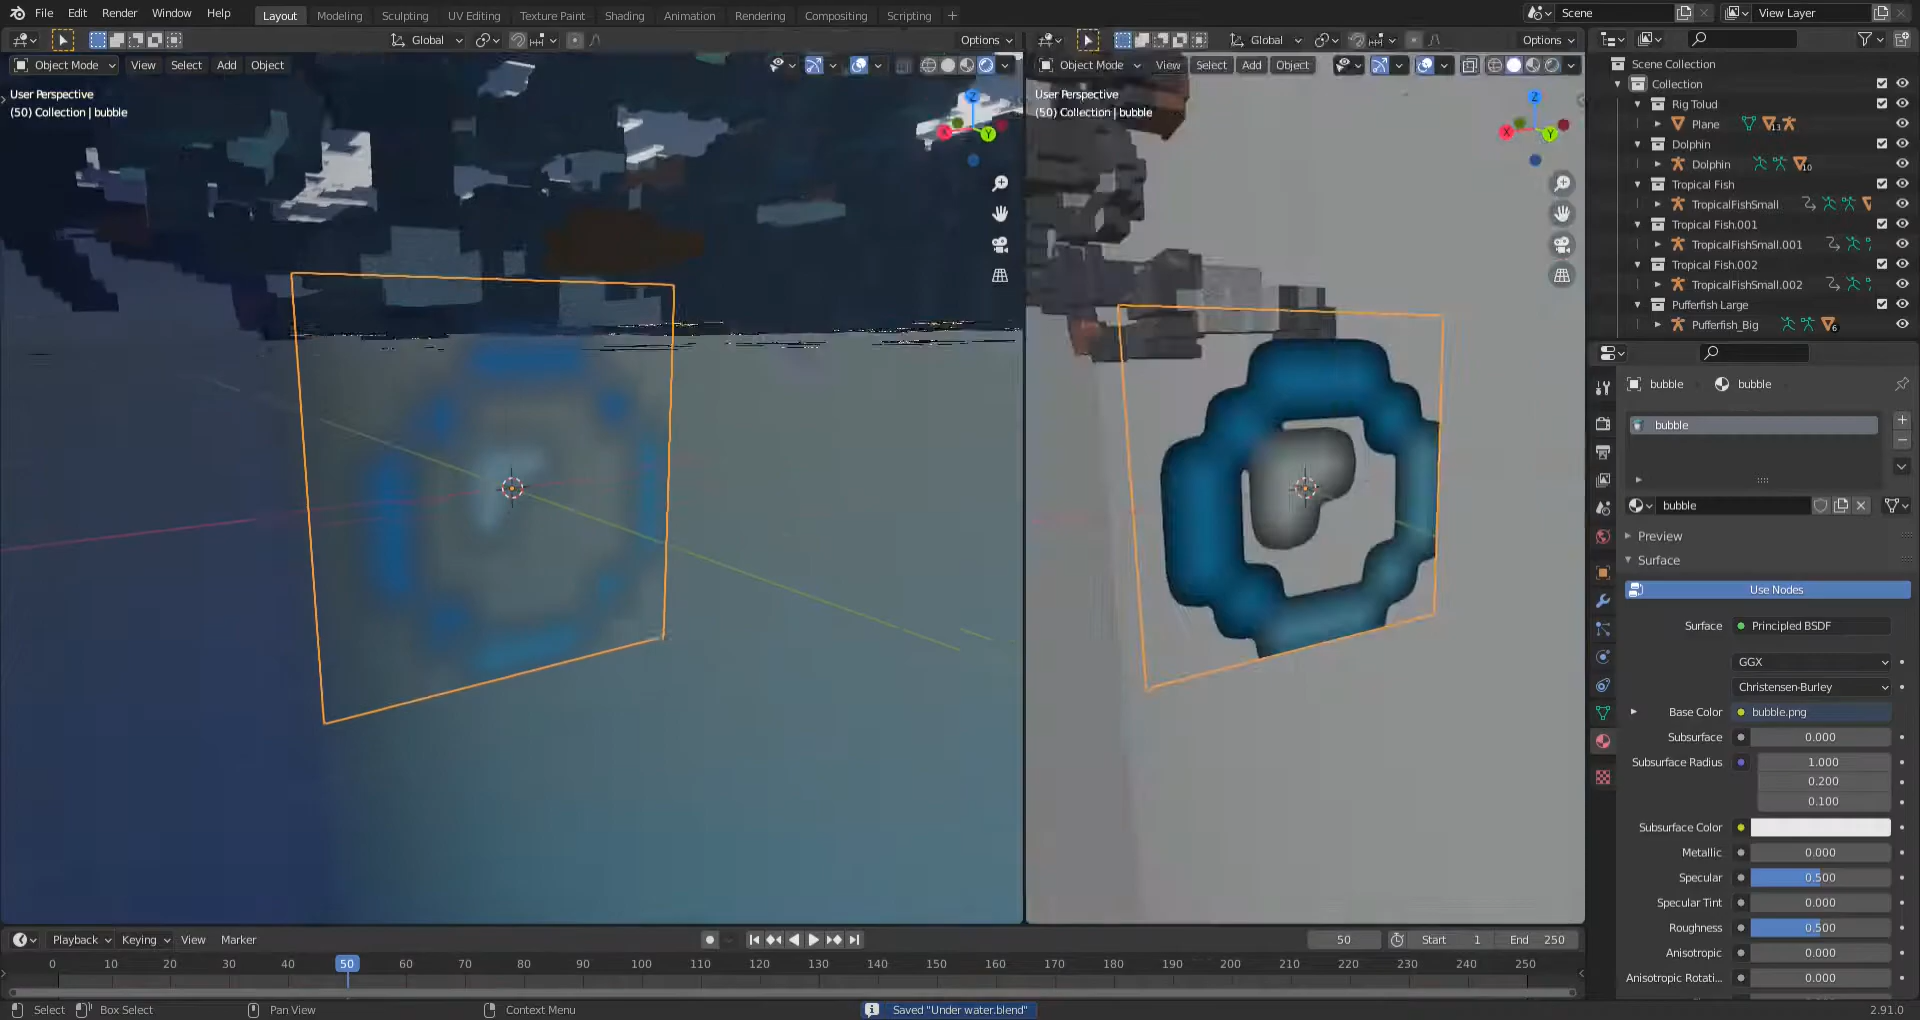 File Edit Render Window Help
Layout Modeling Sculpting UV Editing Texture Paint Shading Animation Rendering Compositing Scripting +
Scene
View Layer
Global
Options
Object Mode View Select Add Object
User Perspective
(50) Collection | bubble
Z
X
Y
Global
Options
Object Mode View Select Add Object
User Perspective
(50) Collection | bubble
Z
X
Y
Scene Collection
Collection
Rig Tolud
Plane 13
Dolphin
Dolphin 10
Tropical Fish
TropicalFishSmall
Tropical Fish.001
TropicalFishSmall.001
Tropical Fish.002
TropicalFishSmall.002
Pufferfish Large
Pufferfish_Big 6
bubble bubble
bubble
bubble
Preview
Surface
Use Nodes
Surface Principled BSDF
GGX
Christensen-Burley
Base Color bubble.png
Subsurface 0.000
Subsurface Radius 1.000
0.200
0.100
Subsurface Color
Metallic 0.000
Specular 0.500
Specular Tint 0.000
Roughness 0.500
Anisotropic 0.000
Anisotropic Rotati... 0.000
Playback Keying View Marker
50 Start 1 End 250
0 10 20 30 40 50 60 70 80 90 100 110 120 130 140 150 160 170 180 190 200 210 220 230 240 250
Select Box Select Pan View Context Menu Saved "Under water.blend" 2.91.0